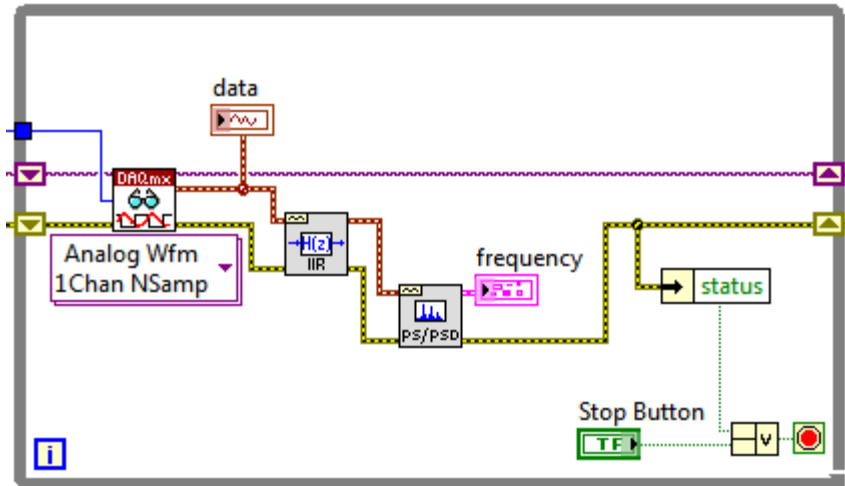 data
DAQmx
Analog Wfm
1Chan NSamp
H(z)
IIR
frequency
PS/PSD
status
Stop Button
TF
V
i